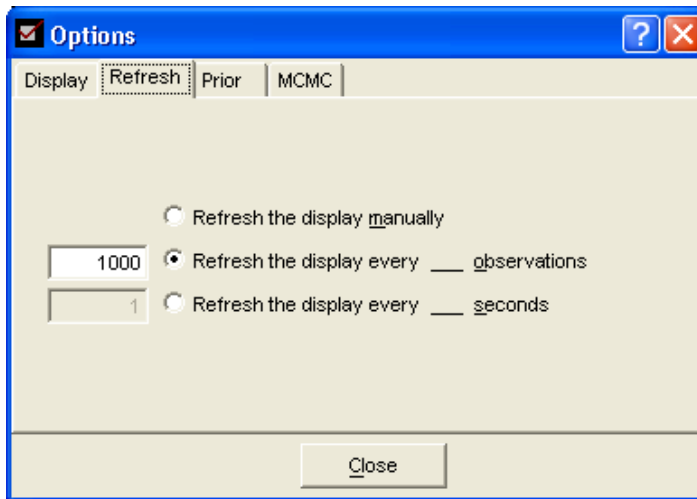 Options
Display Refresh Prior MCMC
Refresh the display manually
1000 Refresh the display every ___ observations
1 Refresh the display every ___ seconds
Close